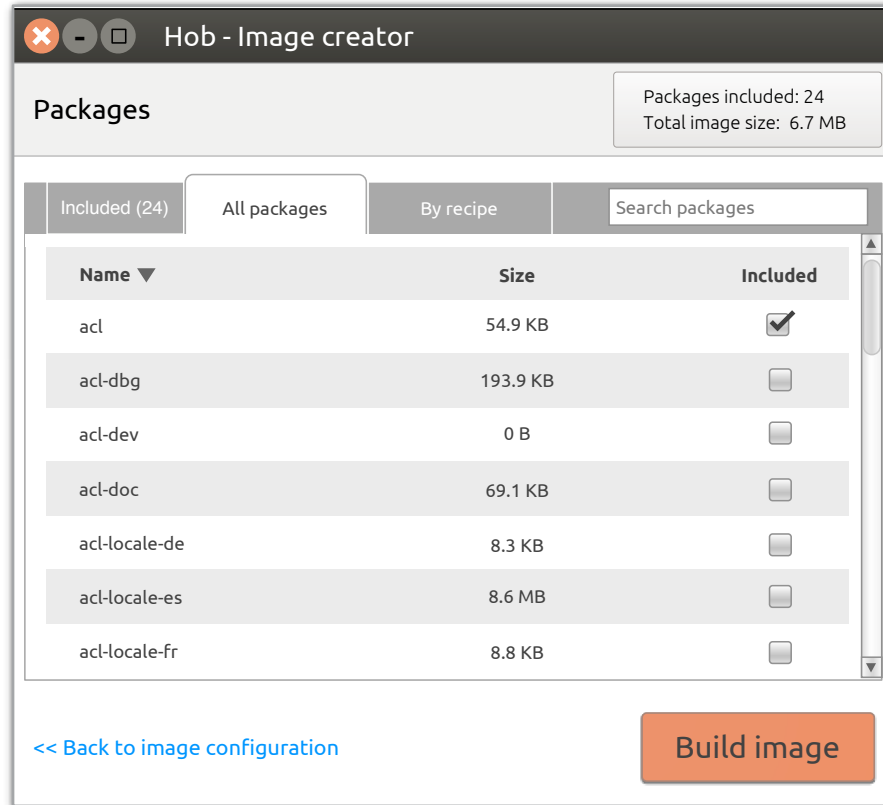 Hob - Image creator
Packages
Packages included: 24
Total image size: 6.7 MB
Included (24) All packages By recipe Search packages
Name Size Included
acl 54.9 KB
acl-dbg 193.9 KB
acl-dev 0 B
acl-doc 69.1 KB
acl-locale-de 8.3 KB
acl-locale-es 8.6 MB
acl-locale-fr 8.8 KB
<< Back to image configuration Build image